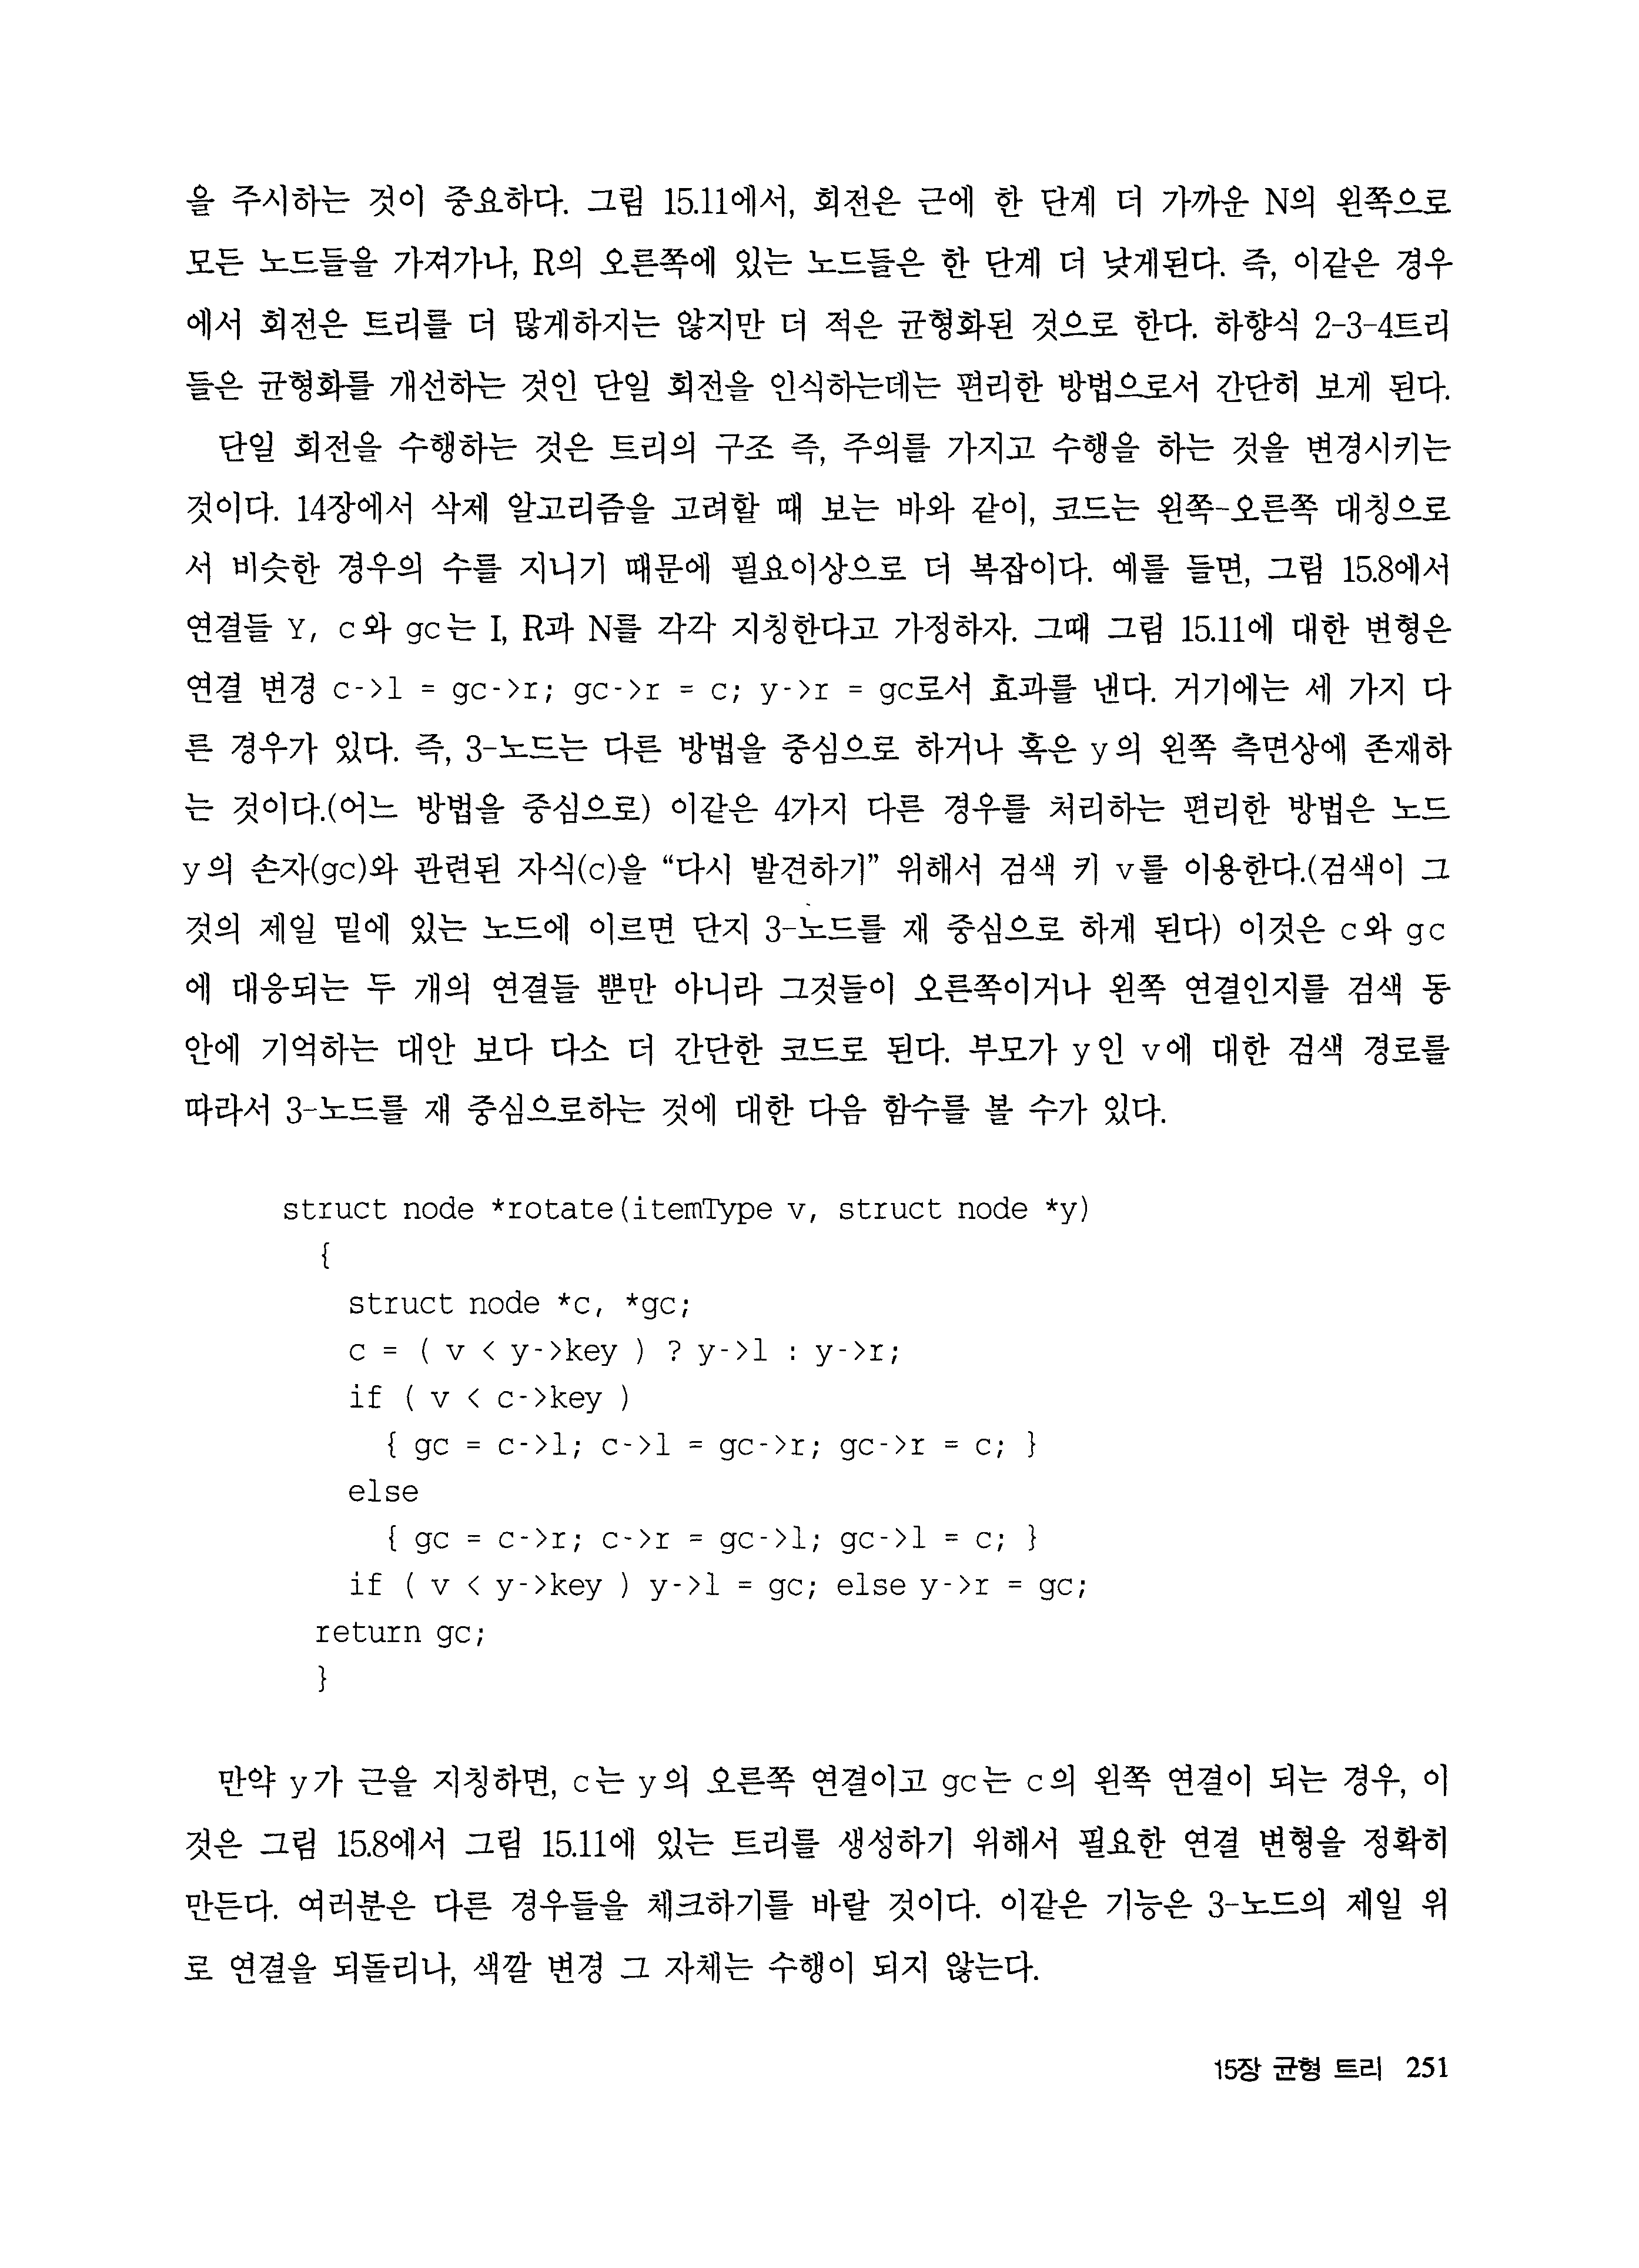 을 주시하는 것이 중요하다. 그림 15.11에서, 회전은 근에 한 단계 더 가까운 N의 왼쪽으로
모든 노드들을 가져가나, R의 오른쪽에 있는 노드들은 한 단계 더 낮게된다. 즉, 이같은 경우
에서 회전은 트리를 더 많게하지는 않지만 더 적은 균형화된 것으로 한다. 하향식 2-3-4트리
들은 균형화를 개선하는 것인 단일 회전을 인식하는데는 편리한 방법으로서 간단히 보게 된다.
단일 회전을 수행하는 것은 트리의 구조 즉, 주의를 가지고 수행을 하는 것을 변경시키는
것이다. 14장에서 삭제 알고리즘을 고려할 때 보는 바와 같이, 코드는 왼쪽-오른쪽 대칭으로
서 비슷한 경우의 수를 지니기 때문에 필요이상으로 더 복잡이다. 예를 들면, 그림 15.8에서
연결들 Y, c와 gc는 I, R과 N를 각각 지칭한다고 가정하자. 그때 그림 15.11에 대한 변형은
연결 변경 c->l = gc->r; gc->r = c; y->r = gc로서 효과를 낸다. 거기에는 세 가지 다
른 경우가 있다. 즉, 3-노드는 다른 방법을 중심으로 하거나 혹은 y의 왼쪽 측면상에 존재하
는 것이다.(어느 방법을 중심으로) 이같은 4가지 다른 경우를 처리하는 편리한 방법은 노드
y의 손자(gc)와 관련된 자식(c)을 “다시 발견하기” 위해서 검색 키 v를 이용한다.(검색이 그
것의 제일 밑에 있는 노드에 이르면 단지 3-노드를 재 중심으로 하게 된다) 이것은 c와 gc
에 대응되는 두 개의 연결들 뿐만 아니라 그것들이 오른쪽이거나 왼쪽 연결인지를 검색 동
안에 기억하는 대안 보다 다소 더 간단한 코드로 된다. 부모가 y인 v에 대한 검색 경로를
따라서 3-노드를 재 중심으로하는 것에 대한 다음 함수를 볼 수가 있다.
struct node *rotate(itemType v, struct node *y)
{
struct node *c, *gc;
c = ( v < y->key ) ? y->l : y->r;
if ( v < c->key )
{ gc = c->l; c->l = gc->r; gc->r = c; }
else
{ gc = c->r; c->r = gc->l; gc->l = c; }
if ( v < y->key ) y->l = gc; else y->r = gc;
return gc;
}
만약 y가 근을 지칭하면, c는 y의 오른쪽 연결이고 gc는 c의 왼쪽 연결이 되는 경우, 이
것은 그림 15.8에서 그림 15.11에 있는 트리를 생성하기 위해서 필요한 연결 변형을 정확히
만든다. 여러분은 다른 경우들을 체크하기를 바랄 것이다. 이같은 기능은 3-노드의 제일 위
로 연결을 되돌리나, 색깔 변경 그 자체는 수행이 되지 않는다.
15장 균형 트리 251